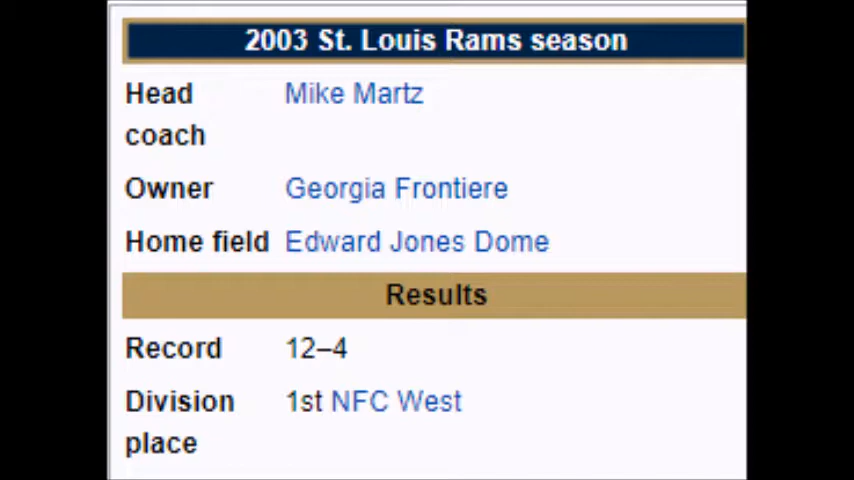 2003 St. Louis Rams season
Head coach Mike Martz
Owner Georgia Frontiere
Home field Edward Jones Dome
Results
Record 12–4
Division place 1st NFC West